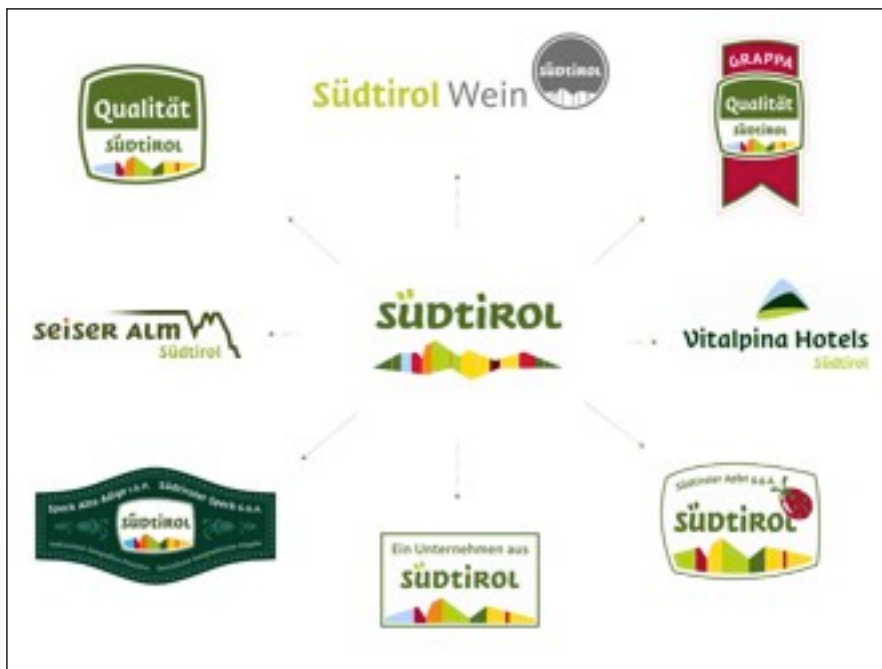 Qualität
SÜDTIROL
Südtirol Wein
SÜDTIROL
GRAPPA
Qualität
SÜDTIROL
SEISER ALM
Südtirol
SÜDTIROL
Vitalpina Hotels
Südtirol
Speck Alto Adige I.G.P. Südtiroler Speck g.g.A.
SÜDTIROL
Ein Unternehmen aus
SÜDTIROL
Südtiroler Apfel g.g.A.
SÜDTIROL